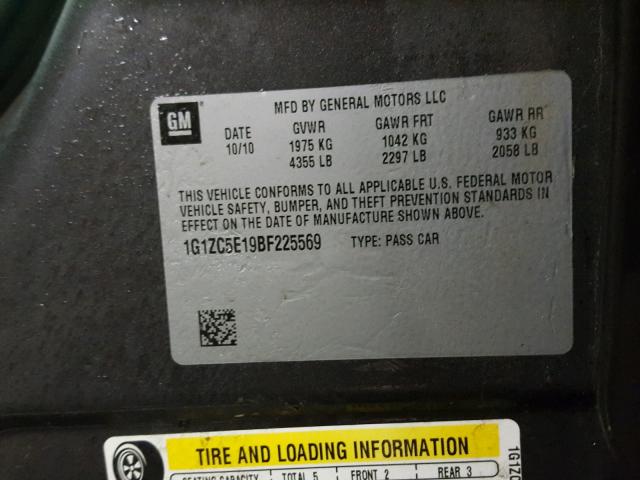 GM
MFD BY GENERAL MOTORS LLC
DATE GVWR GAWR FRT GAWR RR
10/10 1975 KG 1042 KG 933 KG
4355 LB 2297 LB 2058 LB
THIS VEHICLE CONFORMS TO ALL APPLICABLE U.S. FEDERAL MOTOR
VEHICLE SAFETY, BUMPER, AND THEFT PREVENTION STANDARDS IN
EFFECT ON THE DATE OF MANUFACTURE SHOWN ABOVE.
1G1ZC5E19BF225569 TYPE: PASS CAR
TIRE AND LOADING INFORMATION
SEATING CAPACITY TOTAL 5 FRONT 2 REAR 3
1G1ZC